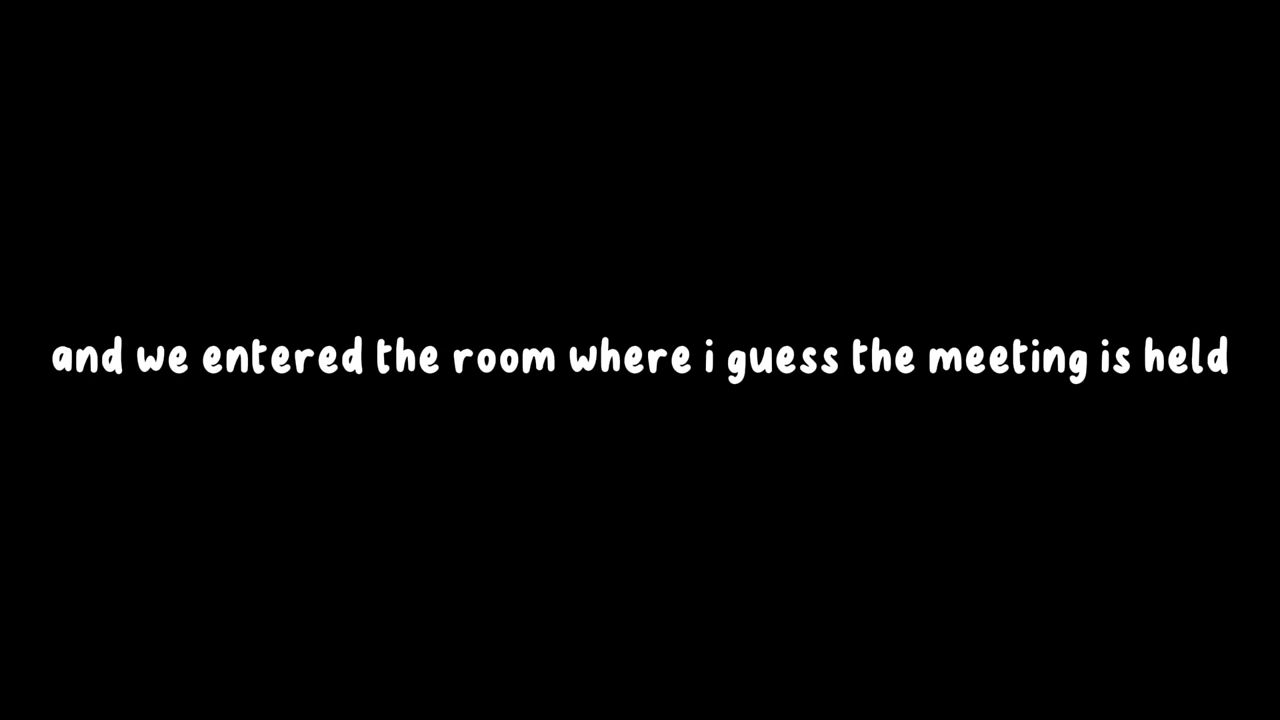 and we entered the room where i guess the meeting is held